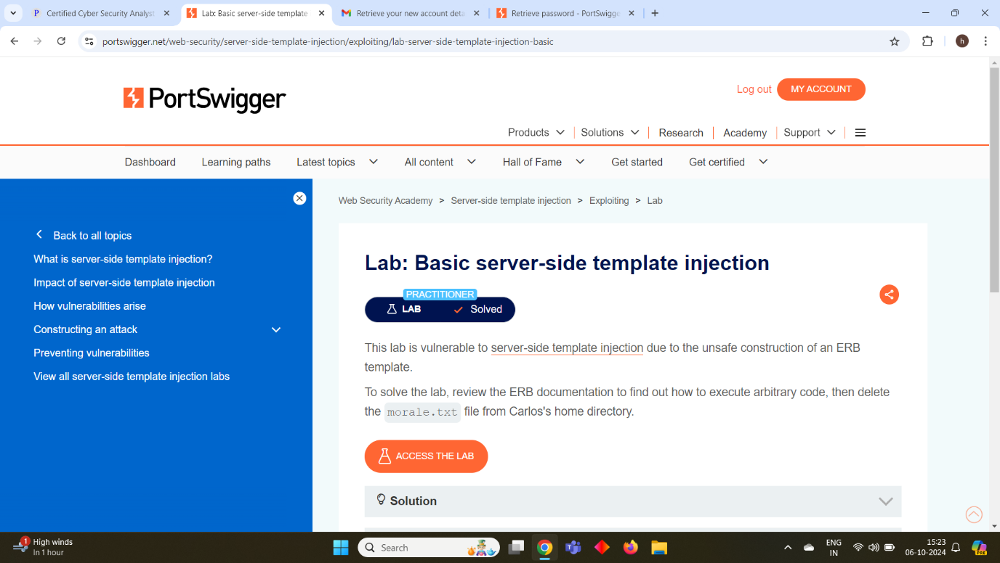 Certified Cyber Security Analyst
Lab: Basic server-side template
Retrieve your new account deta
Retrieve password - PortSwigge
portswigger.net/web-security/server-side-template-injection/exploiting/lab-server-side-template-injection-basic
h
PortSwigger
Log out
MY ACCOUNT
Products
Solutions
Research
Academy
Support
Dashboard
Learning paths
Latest topics
All content
Hall of Fame
Get started
Get certified
Back to all topics
What is server-side template injection?
Impact of server-side template injection
How vulnerabilities arise
Constructing an attack
Preventing vulnerabilities
View all server-side template injection labs
Web Security Academy > Server-side template injection > Exploiting > Lab
Lab: Basic server-side template injection
PRACTITIONER
LAB
Solved
This lab is vulnerable to server-side template injection due to the unsafe construction of an ERB
template.
To solve the lab, review the ERB documentation to find out how to execute arbitrary code, then delete
the morale.txt file from Carlos's home directory.
ACCESS THE LAB
Solution
1
High winds
In 1 hour
Search
ENG
IN
15:23
06-10-2024
PRE